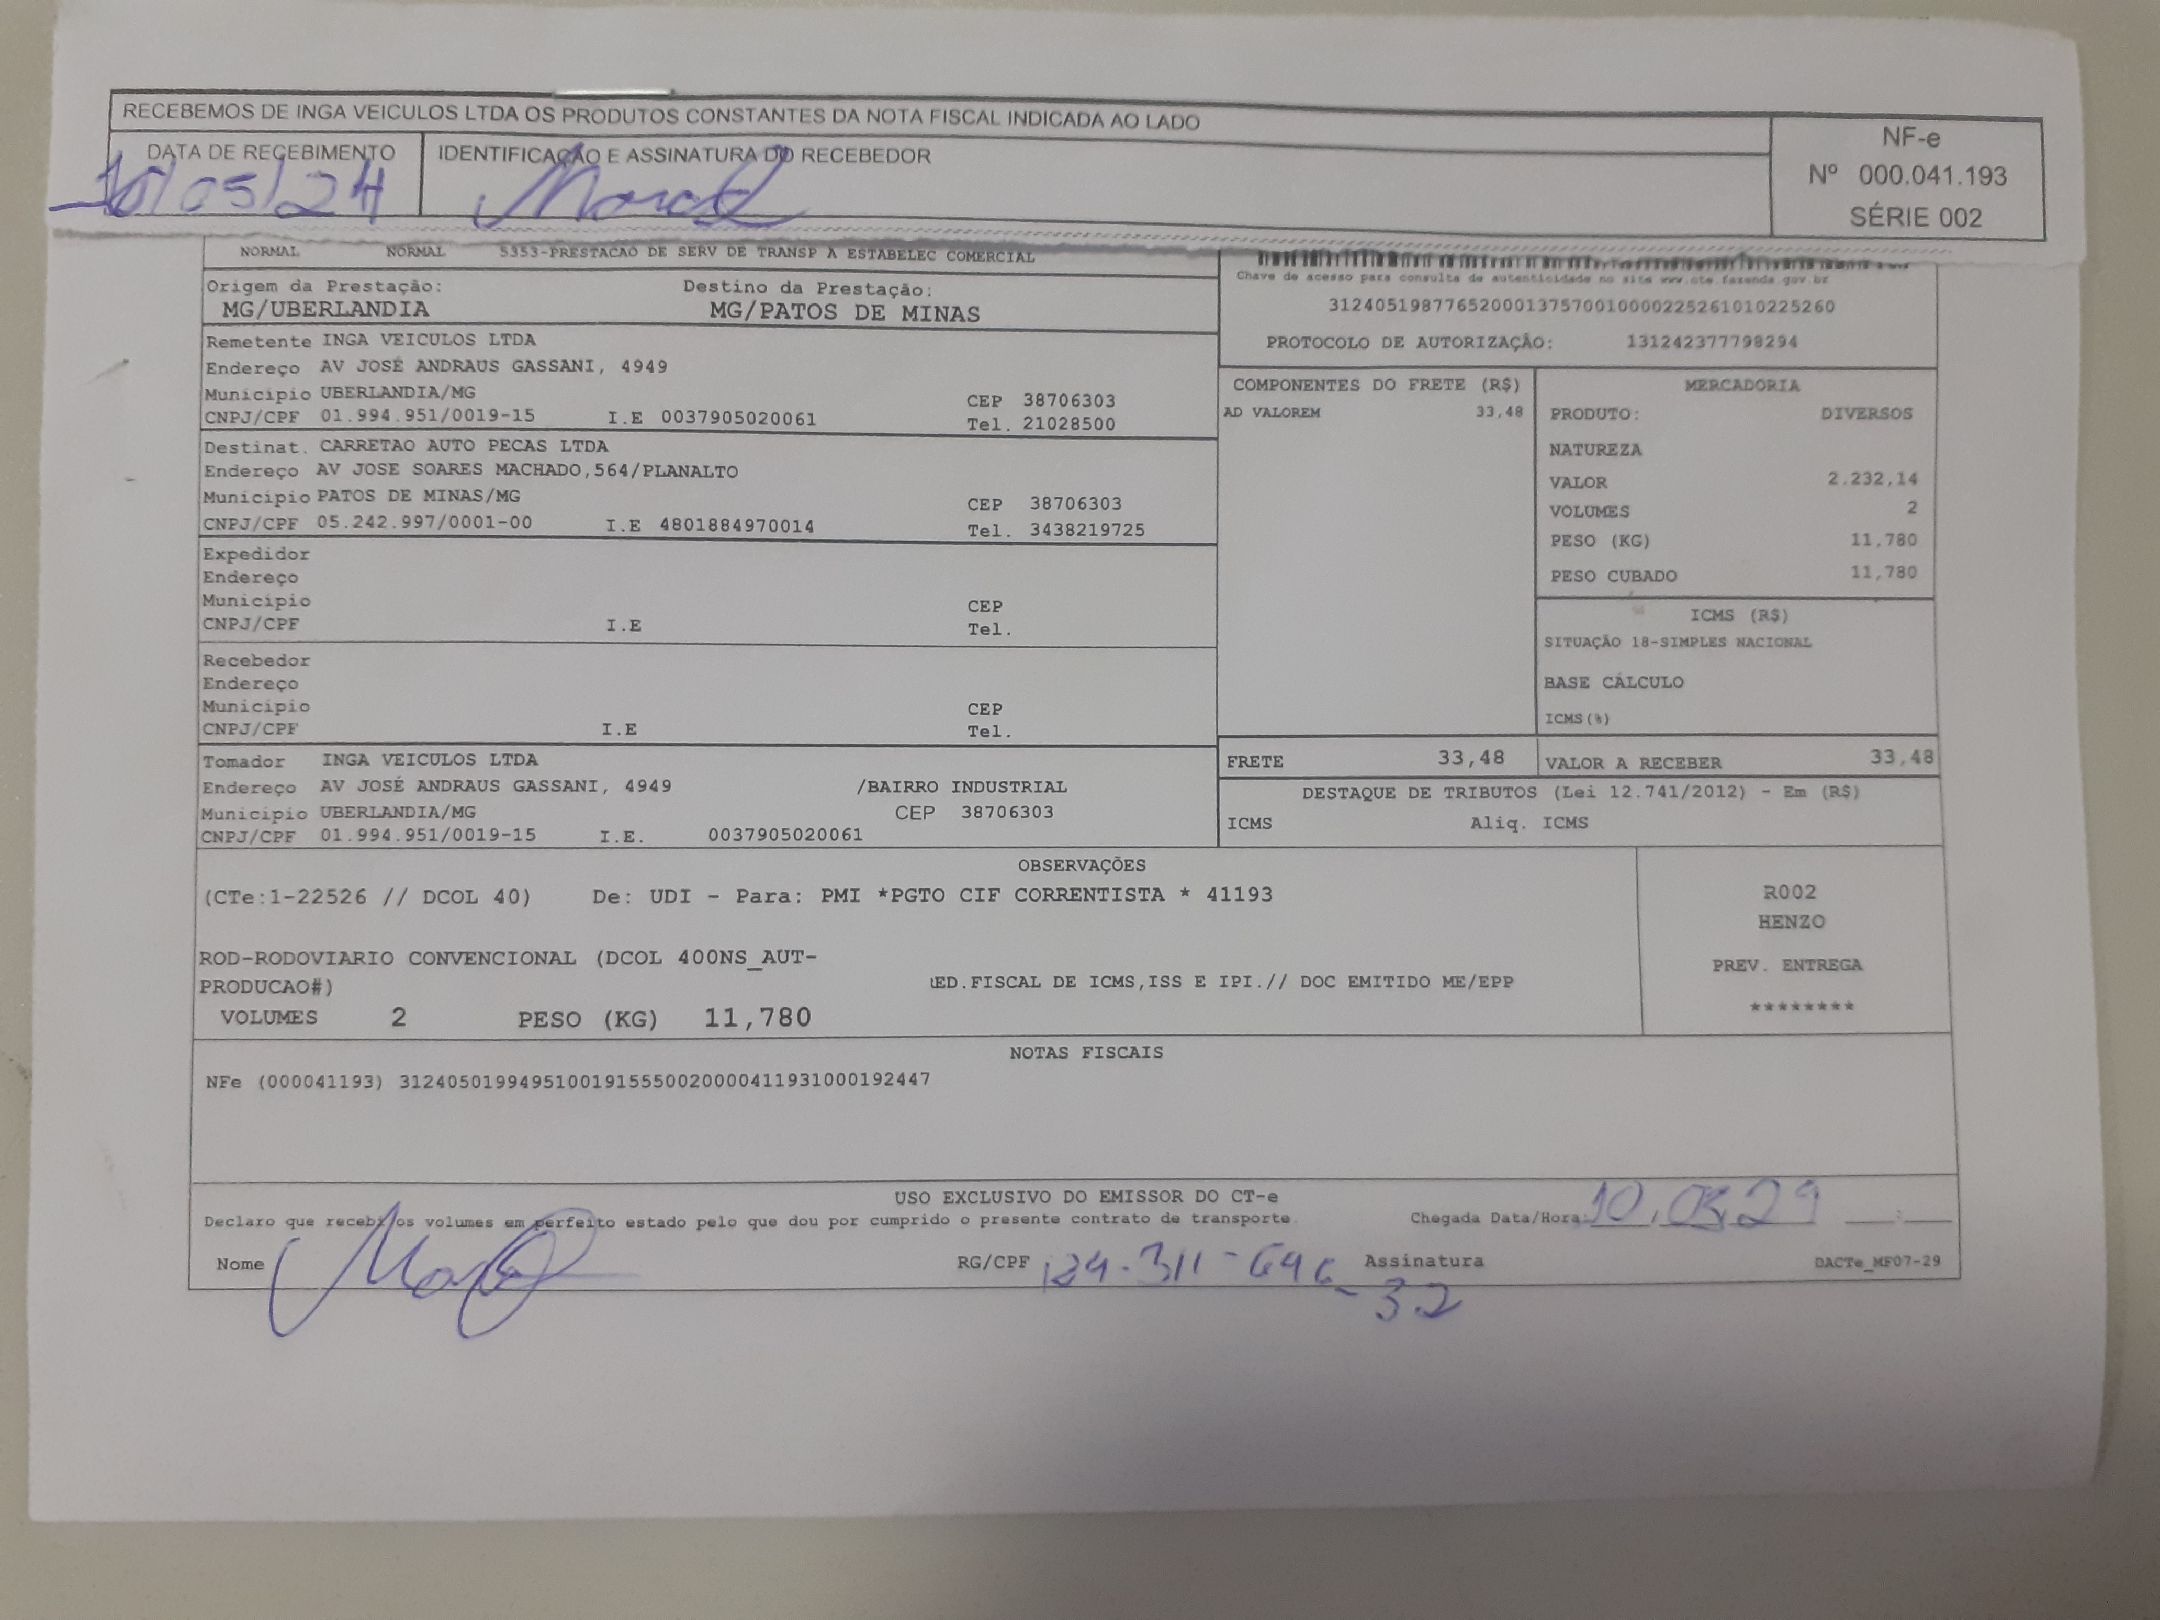 RECEBEMOS DE INGA VEICULOS LTDA OS PRODUTOS CONSTANTES DA NOTA FISCAL INDICADA AO LADO
DATA DE RECEBIMENTO
10/05/24
IDENTIFICAÇÃO E ASSINATURA DO RECEBEDOR
NF-e
Nº 000.041.193
SÉRIE 002
NORMAL NORMAL 5353-PRESTACAO DE SERV DE TRANSP A ESTABELEC COMERCIAL
Origem da Prestação: Destino da Prestação:
MG/UBERLANDIA MG/PATOS DE MINAS
Chave de acesso para consulta de autenticidade no site www.cte.fazenda.gov.br
31240519877652000137570010000225261010225260
PROTOCOLO DE AUTORIZAÇÃO: 131242377798294
Remetente INGA VEICULOS LTDA
Endereço AV JOSÉ ANDRAUS GASSANI, 4949
Municipio UBERLANDIA/MG CEP 38706303
CNPJ/CPF 01.994.951/0019-15 I.E 0037905020061 Tel. 21028500
Destinat. CARRETAO AUTO PECAS LTDA
Endereço AV JOSE SOARES MACHADO,564/PLANALTO
Municipio PATOS DE MINAS/MG CEP 38706303
CNPJ/CPF 05.242.997/0001-00 I.E 4801884970014 Tel. 3438219725
Expedidor
Endereço
Municipio CEP
CNPJ/CPF I.E Tel.
Recebedor
Endereço
Municipio CEP
CNPJ/CPF I.E Tel.
Tomador INGA VEICULOS LTDA
Endereço AV JOSÉ ANDRAUS GASSANI, 4949 /BAIRRO INDUSTRIAL
Municipio UBERLANDIA/MG CEP 38706303
CNPJ/CPF 01.994.951/0019-15 I.E. 0037905020061
COMPONENTES DO FRETE (R$)
AD VALOREM 33,48
MERCADORIA
PRODUTO: DIVERSOS
NATUREZA
VALOR 2.232,14
VOLUMES 2
PESO (KG) 11,780
PESO CUBADO 11,780
ICMS (R$)
SITUAÇÃO 18-SIMPLES NACIONAL
BASE CÁLCULO
ICMS(%)
FRETE 33,48 VALOR A RECEBER 33,48
DESTAQUE DE TRIBUTOS (Lei 12.741/2012) - Em (R$)
ICMS Aliq. ICMS
OBSERVAÇÕES
(CTe:1-22526 // DCOL 40) De: UDI - Para: PMI *PGTO CIF CORRENTISTA * 41193
ROD-RODOVIARIO CONVENCIONAL (DCOL 400NS_AUT-
PRODUCAO#) ED.FISCAL DE ICMS,ISS E IPI.// DOC EMITIDO ME/EPP
VOLUMES 2 PESO (KG) 11,780
R002
HENZO
PREV. ENTREGA
********
NOTAS FISCAIS
NFe (000041193) 31240501994951001915550020000411931000192447
USO EXCLUSIVO DO EMISSOR DO CT-e
Declaro que recebi os volumes em perfeito estado pelo que dou por cumprido o presente contrato de transporte. Chegada Data/Hora:
Nome RG/CPF Assinatura DACTe_MF07-29